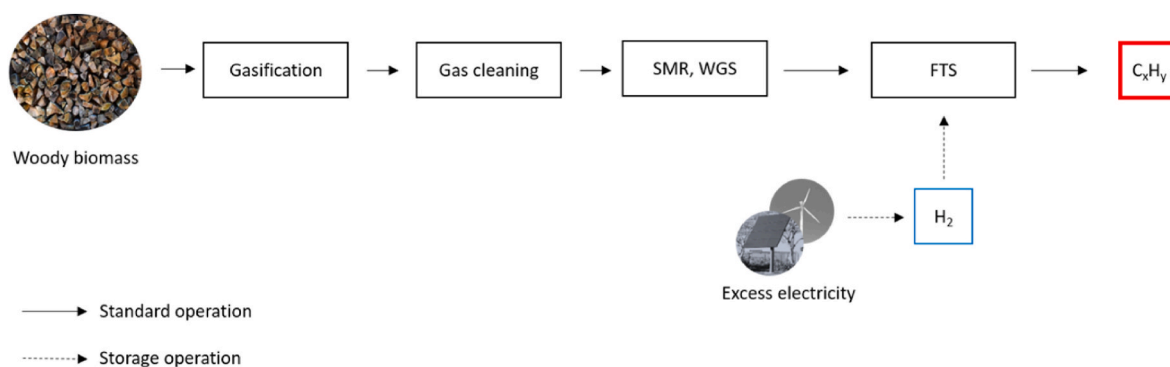 Gasification
Gas cleaning
SMR, WGS
FTS
CxHy
Woody biomass
H2
Excess electricity
Standard operation
Storage operation